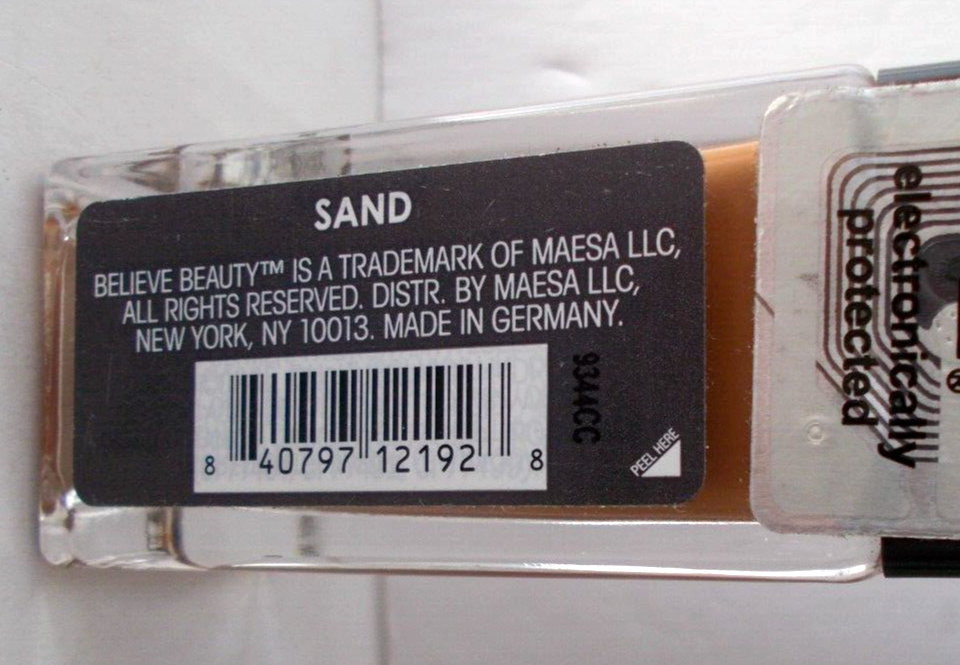 SAND
BELIEVE BEAUTY™ IS A TRADEMARK OF MAESA LLC,
ALL RIGHTS RESERVED. DISTR. BY MAESA LLC,
NEW YORK, NY 10013. MADE IN GERMANY.
8 40797 12192 8
9344CC
PEEL HERE
electronically
protected
®